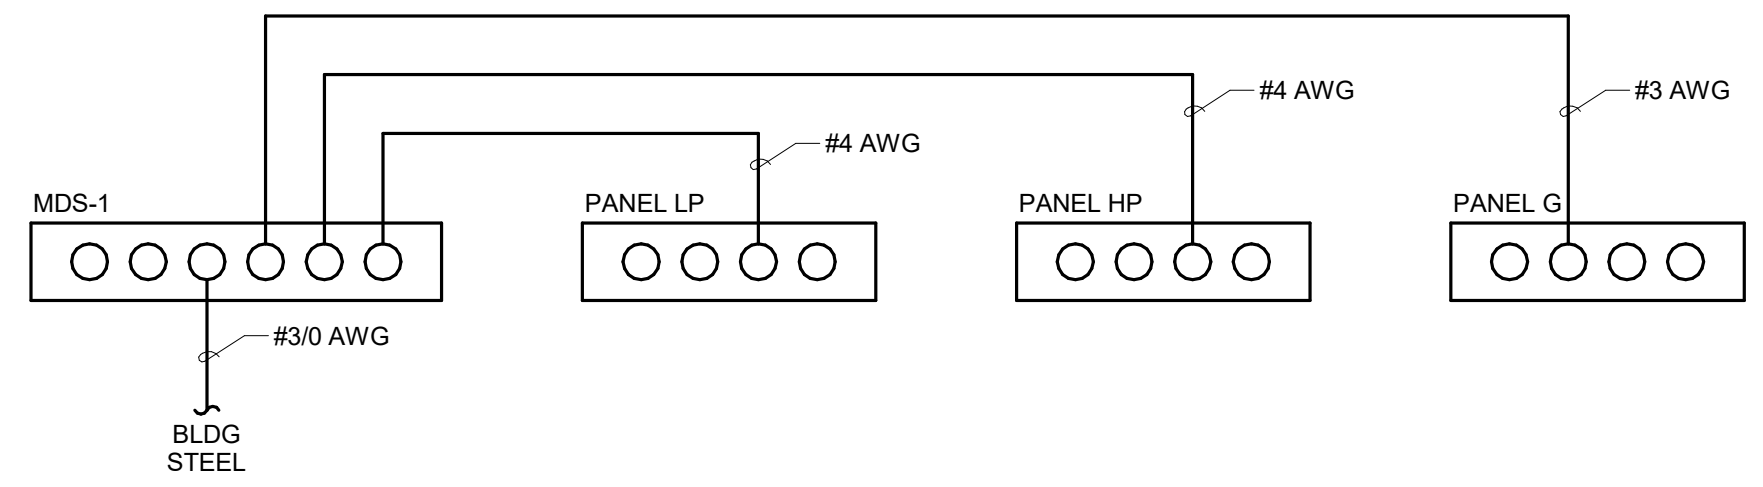 #4 AWG
#3 AWG
#4 AWG
MDS-1
PANEL LP
PANEL HP
PANEL G
#3/0 AWG
BLDG
STEEL